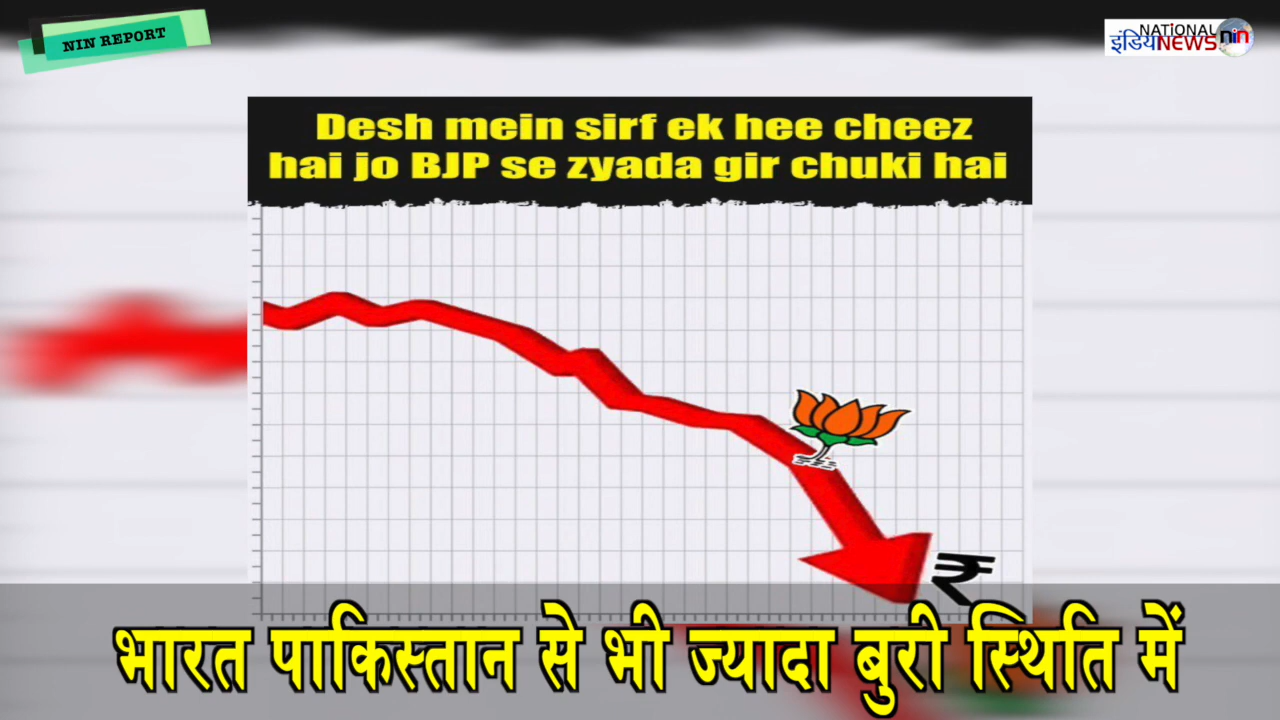 NIN REPORT
NATIONAL
इंडिया NEWS nin
Desh mein sirf ek hee cheez
hai jo BJP se zyada gir chuki hai
₹
भारत पाकिस्तान से भी ज्यादा बुरी स्थिति में